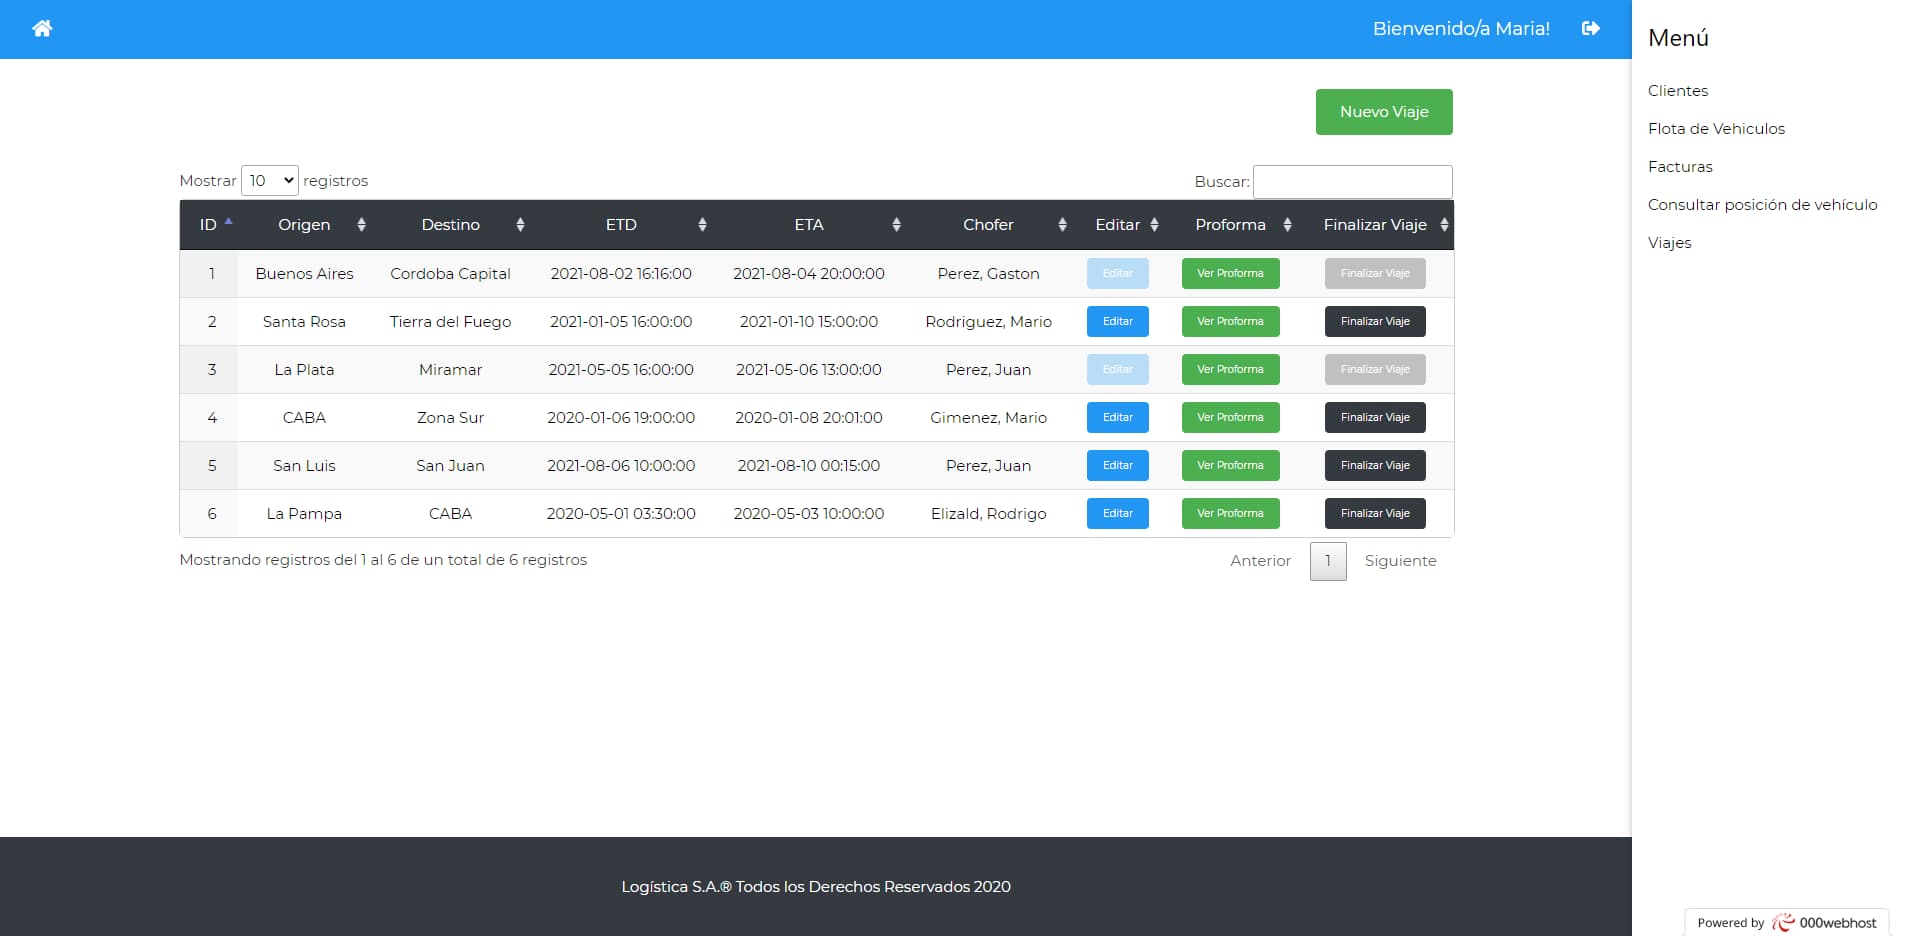 Bienvenido/a Maria!
Menú
Clientes
Flota de Vehiculos
Facturas
Consultar posición de vehículo
Viajes
Nuevo Viaje
Mostrar 10 registros Buscar:
ID Origen Destino ETD ETA Chofer Editar Proforma Finalizar Viaje
1 Buenos Aires Cordoba Capital 2021-08-02 16:16:00 2021-08-04 20:00:00 Perez, Gaston Editar Ver Proforma Finalizar Viaje
2 Santa Rosa Tierra del Fuego 2021-01-05 16:00:00 2021-01-10 15:00:00 Rodriguez, Mario Editar Ver Proforma Finalizar Viaje
3 La Plata Miramar 2021-05-05 16:00:00 2021-05-06 13:00:00 Perez, Juan Editar Ver Proforma Finalizar Viaje
4 CABA Zona Sur 2020-01-06 19:00:00 2020-01-08 20:01:00 Gimenez, Mario Editar Ver Proforma Finalizar Viaje
5 San Luis San Juan 2021-08-06 10:00:00 2021-08-10 00:15:00 Perez, Juan Editar Ver Proforma Finalizar Viaje
6 La Pampa CABA 2020-05-01 03:30:00 2020-05-03 10:00:00 Elizald, Rodrigo Editar Ver Proforma Finalizar Viaje
Mostrando registros del 1 al 6 de un total de 6 registros Anterior 1 Siguiente
Logística S.A.® Todos los Derechos Reservados 2020
Powered by 000webhost